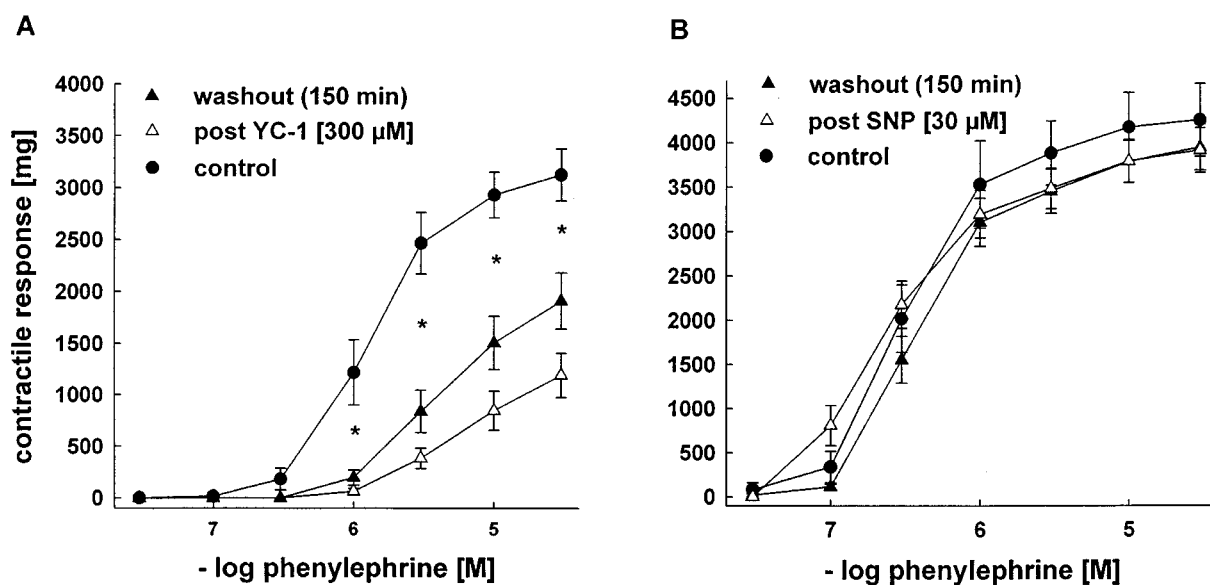 A
4000
3500
3000
2500
2000
1500
1000
500
0
contractile response [mg]
washout (150 min)
post YC-1 [300 µM]
control
*
*
*
*
7 6 5
- log phenylephrine [M]
B
4500
4000
3500
3000
2500
2000
1500
1000
500
0
washout (150 min)
post SNP [30 µM]
control
7 6 5
- log phenylephrine [M]